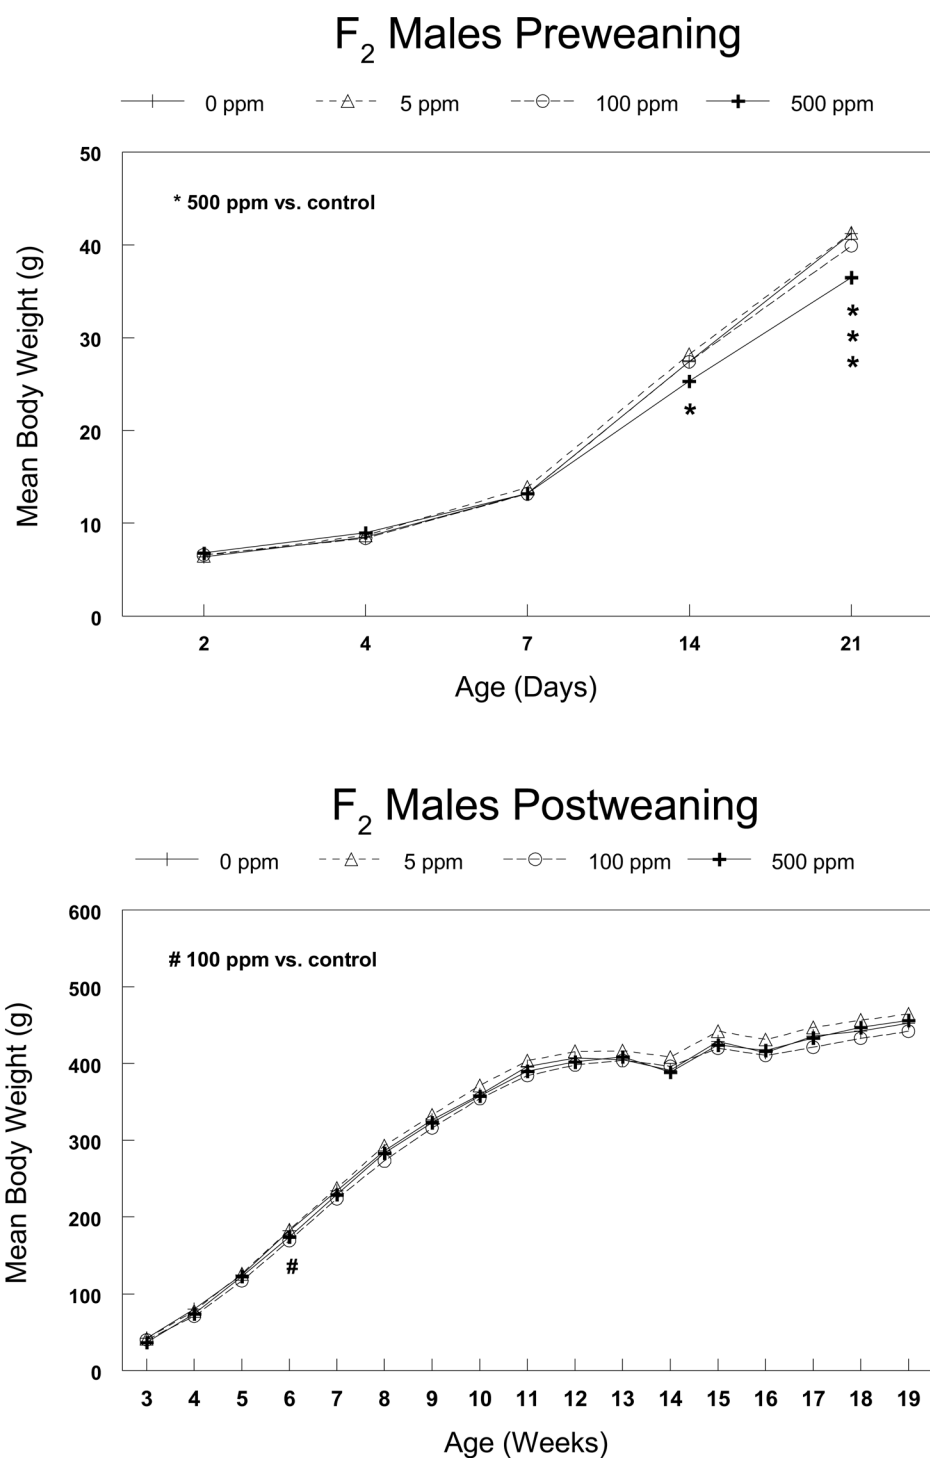 F2 Males Preweaning
0 ppm 5 ppm 100 ppm 500 ppm
50
* 500 ppm vs. control
40
30
20
10
0
Mean Body Weight (g)
*
*
*
*
2 4 7 14 21
Age (Days)
F2 Males Postweaning
0 ppm 5 ppm 100 ppm 500 ppm
600
# 100 ppm vs. control
500
400
300
200
100
0
Mean Body Weight (g)
#
3 4 5 6 7 8 9 10 11 12 13 14 15 16 17 18 19
Age (Weeks)